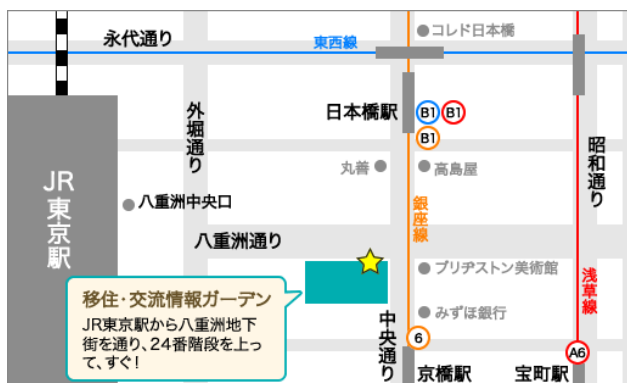 永代通り
東西線
コレド日本橋
外堀通り
日本橋駅
B1
B1
B1
昭和通り
丸善
高島屋
JR
東京駅
八重洲中央口
銀座線
八重洲通り
ブリヂストン美術館
浅草線
移住・交流情報ガーデン
JR東京駅から八重洲地下
街を通り、24番階段を上っ
て、すぐ!
みずほ銀行
中央通り
6
京橋駅
宝町駅
A6